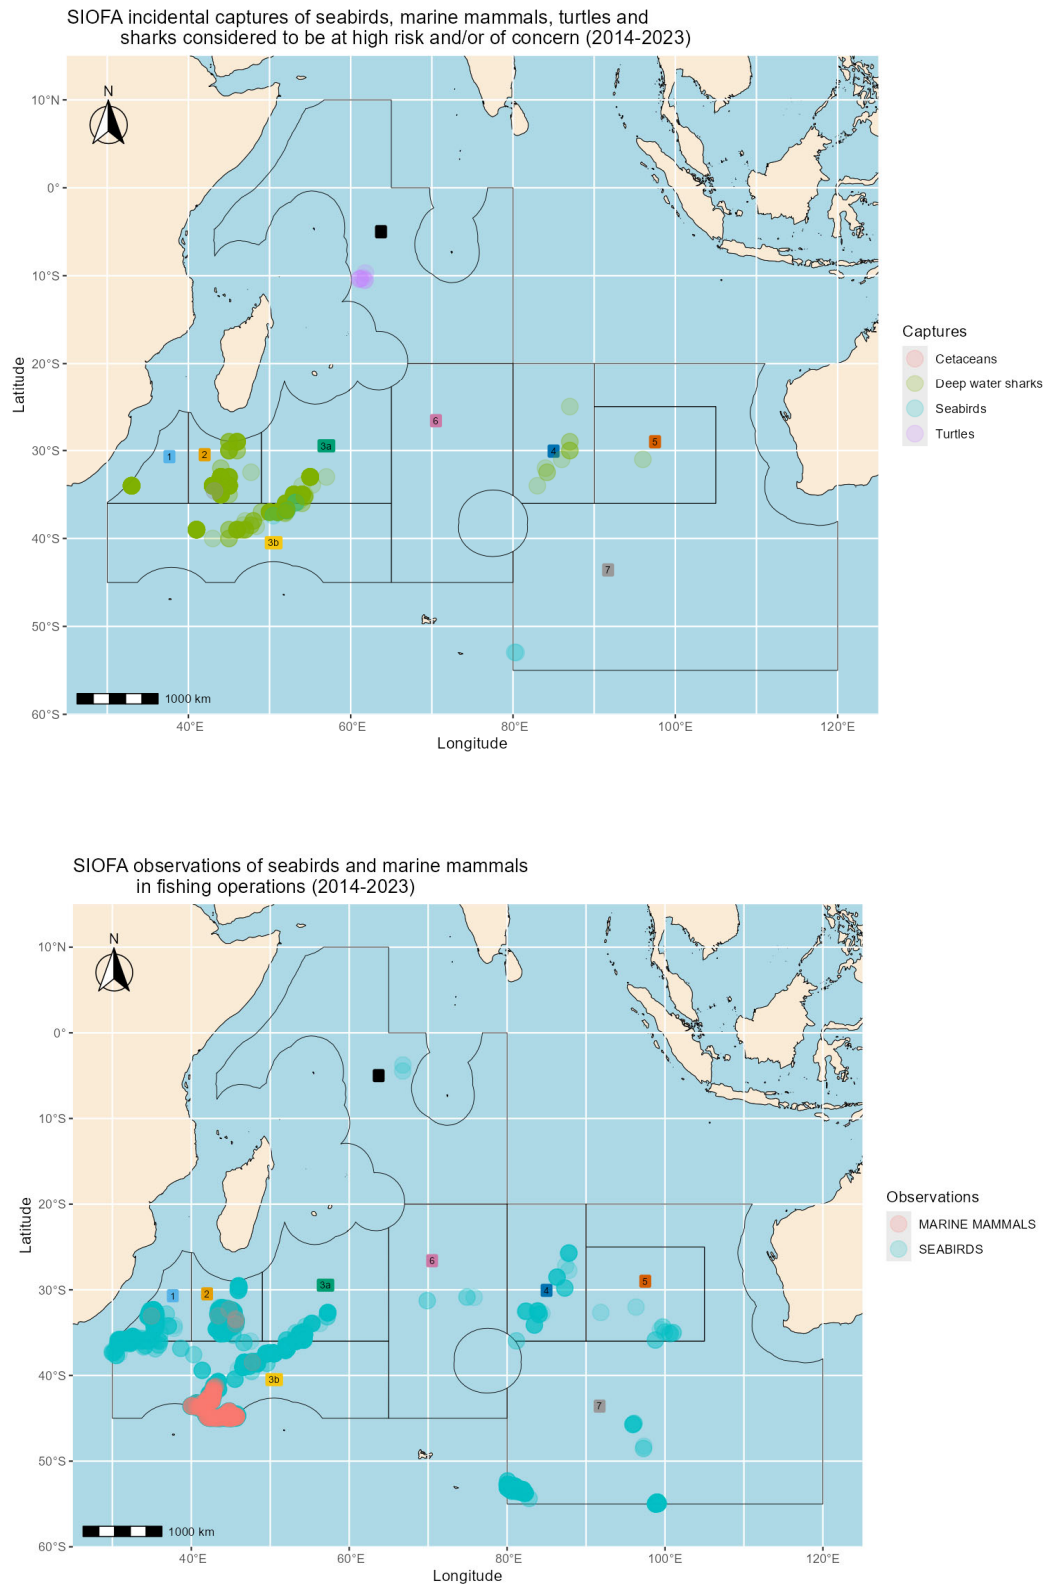 SIOFA incidental captures of seabirds, marine mammals, turtles and
sharks considered to be at high risk and/or of concern (2014-2023)
N
10°N
0°
10°S
20°S
30°S
40°S
50°S
60°S
Latitude
1
2
3a
3b
4
5
6
7
1000 km
40°E
60°E
80°E
100°E
120°E
Longitude
Captures
Cetaceans
Deep water sharks
Seabirds
Turtles
SIOFA observations of seabirds and marine mammals
in fishing operations (2014-2023)
N
10°N
0°
10°S
20°S
30°S
40°S
50°S
60°S
Latitude
1
2
3a
3b
4
5
6
7
1000 km
40°E
60°E
80°E
100°E
120°E
Longitude
Observations
MARINE MAMMALS
SEABIRDS